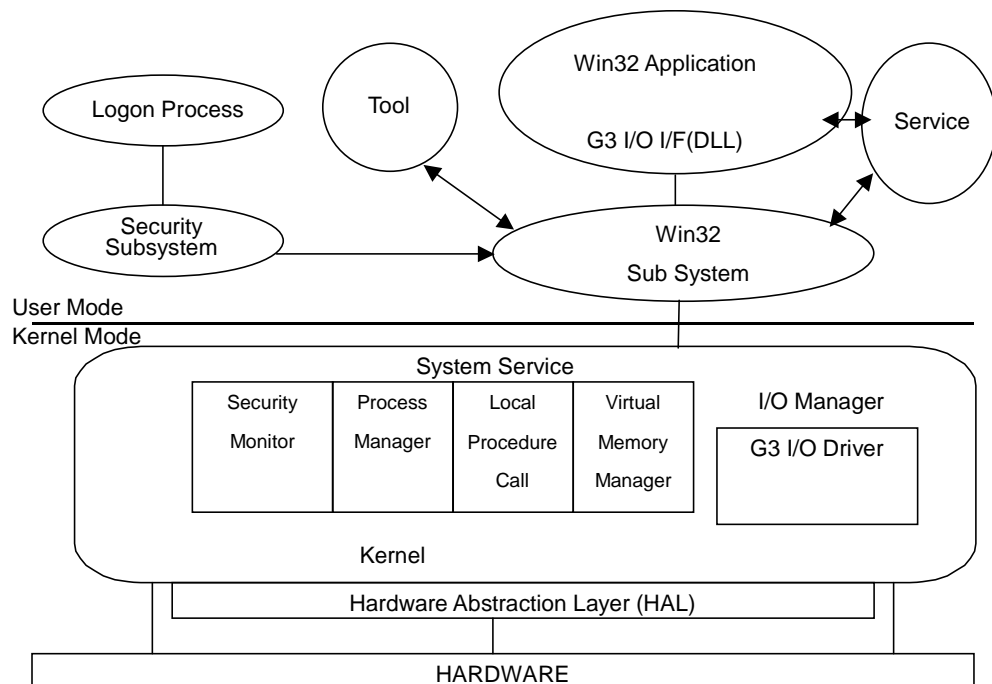 Logon Process
Tool
Win32 Application
G3 I/O I/F(DLL)
Service
Security
Subsystem
Win32
Sub System
User Mode
Kernel Mode
System Service
Security
Monitor
Process
Manager
Local
Procedure
Call
Virtual
Memory
Manager
I/O Manager
G3 I/O Driver
Kernel
Hardware Abstraction Layer (HAL)
HARDWARE